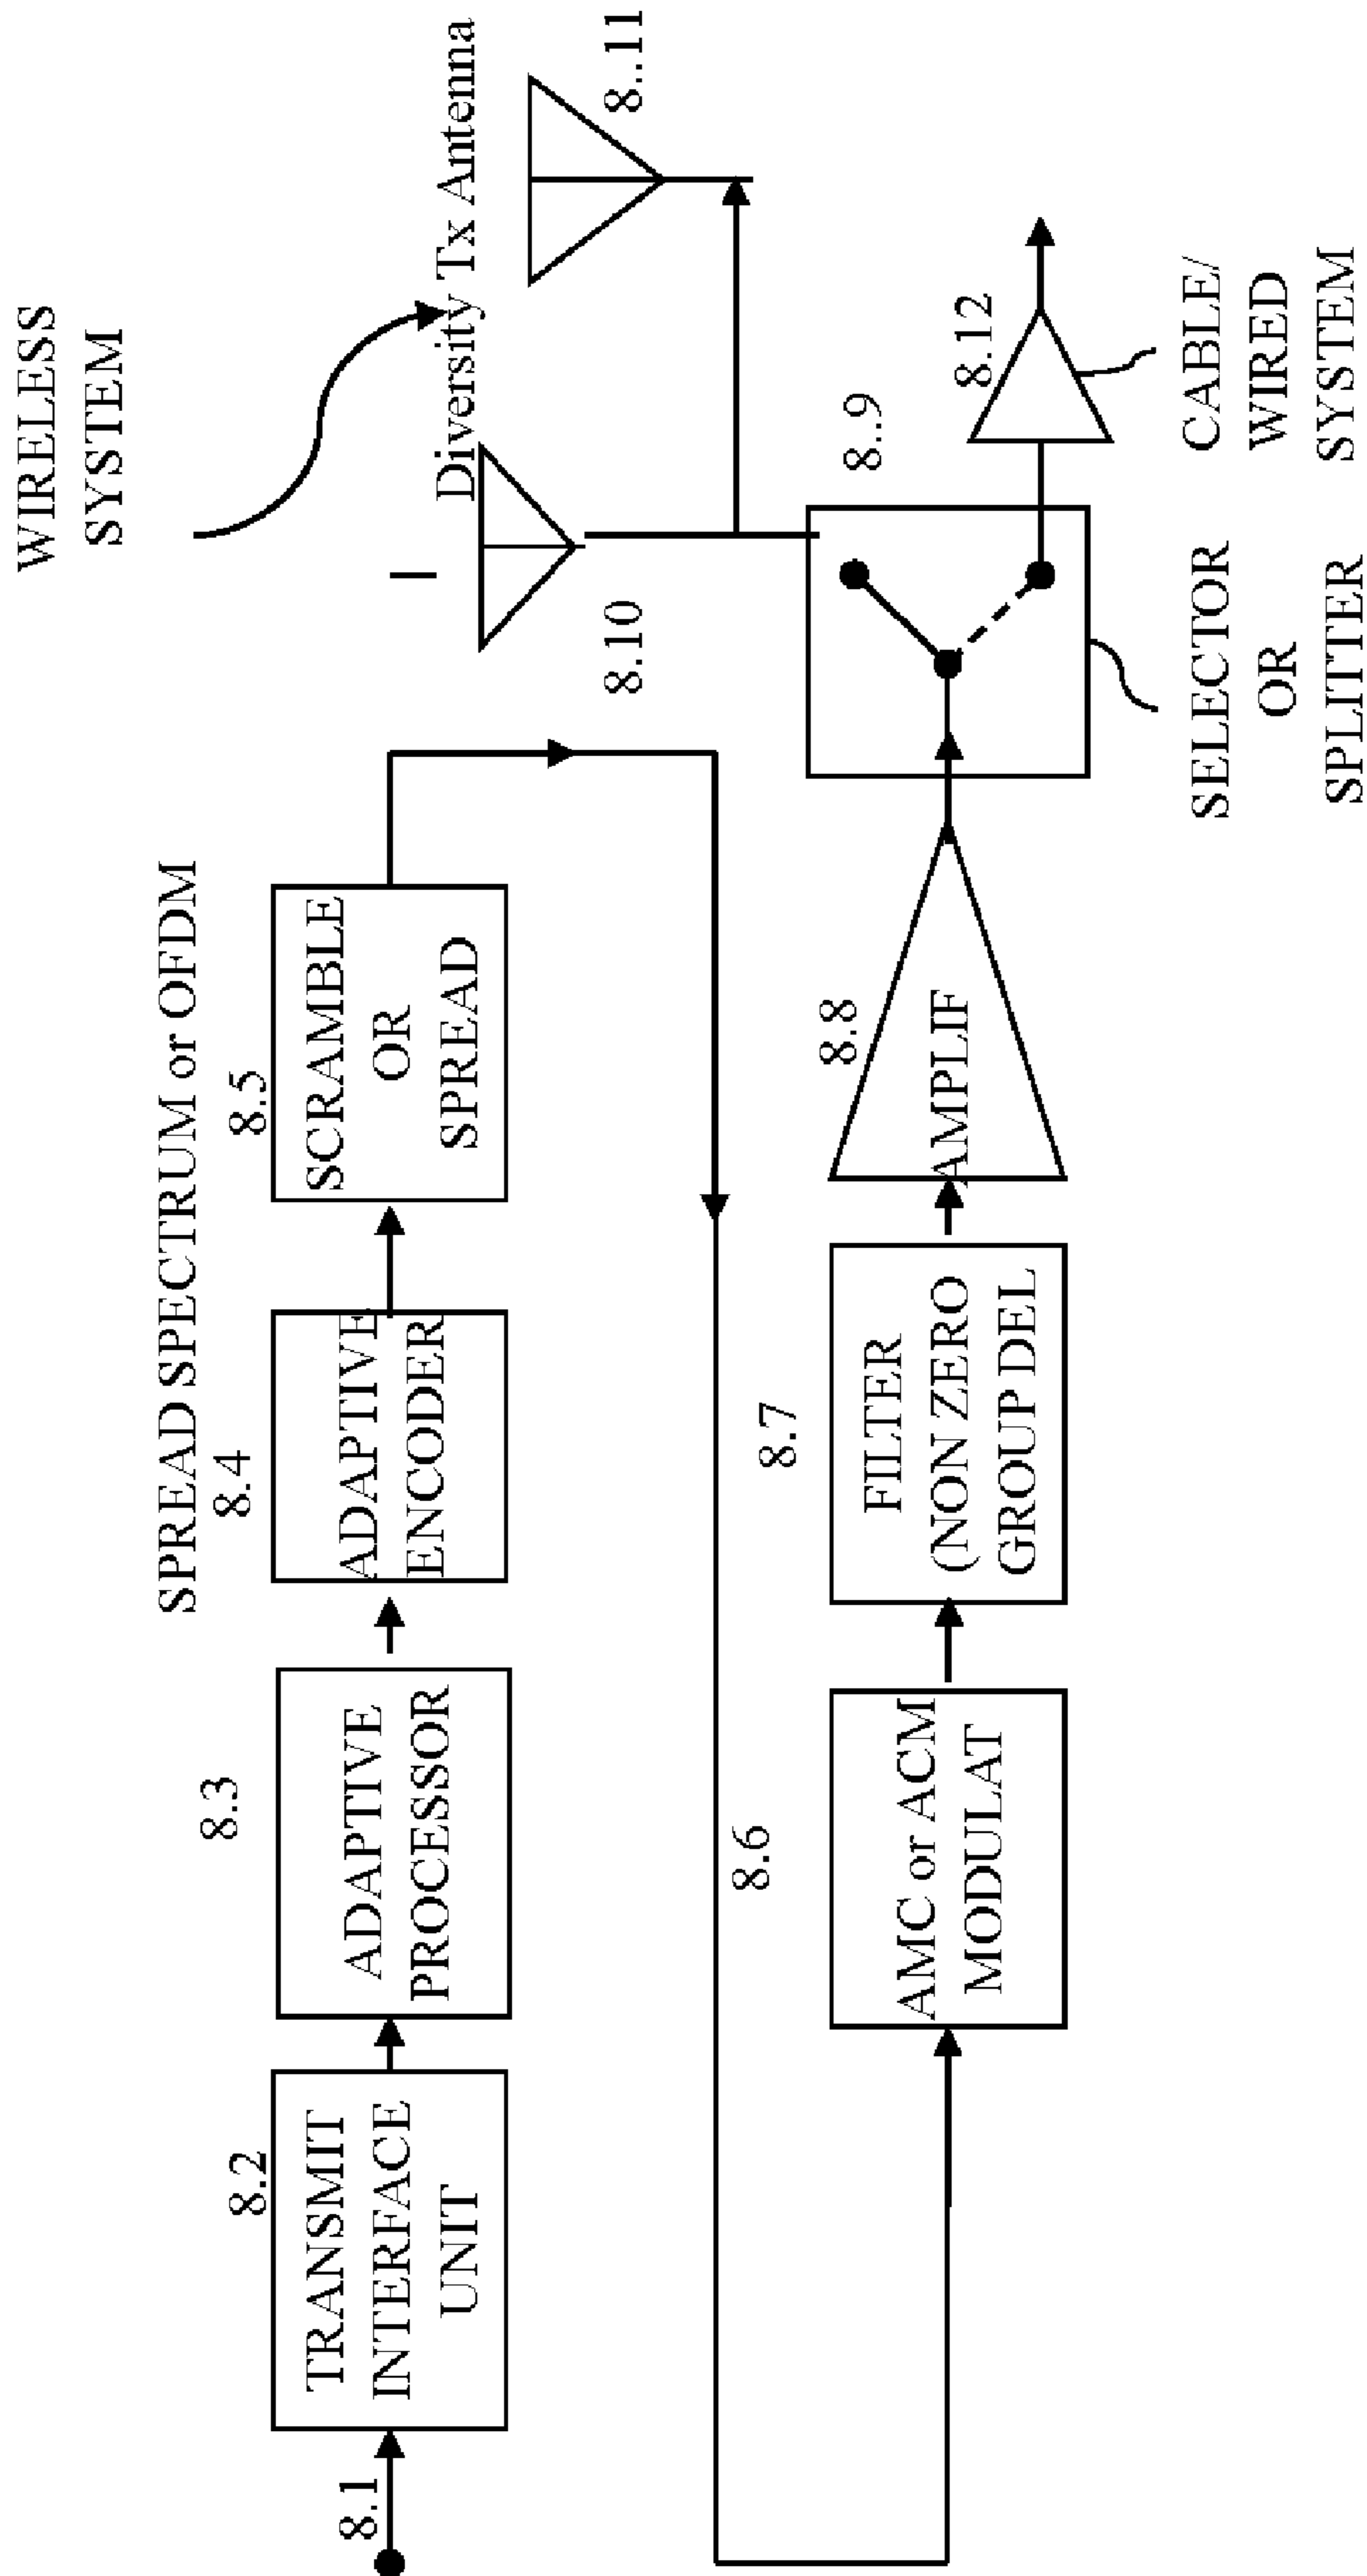 WIRELESS
SYSTEM
Diversity Tx Antenna
8..11
8.10
SPREAD SPECTRUM or OFDM
8.1
8.2
TRANSMIT
INTERFACE
UNIT
8.3
ADAPTIVE
PROCESSOR
8.4
ADAPTIVE
ENCODER
8.5
SCRAMBLE
OR
SPREAD
8.6
AMC or ACM
MODULAT
8.7
FILTER
(NON ZERO
GROUP DEL
8.8
AMPLIF
8..9
8.12
SELECTOR
OR
SPLITTER
CABLE/
WIRED
SYSTEM